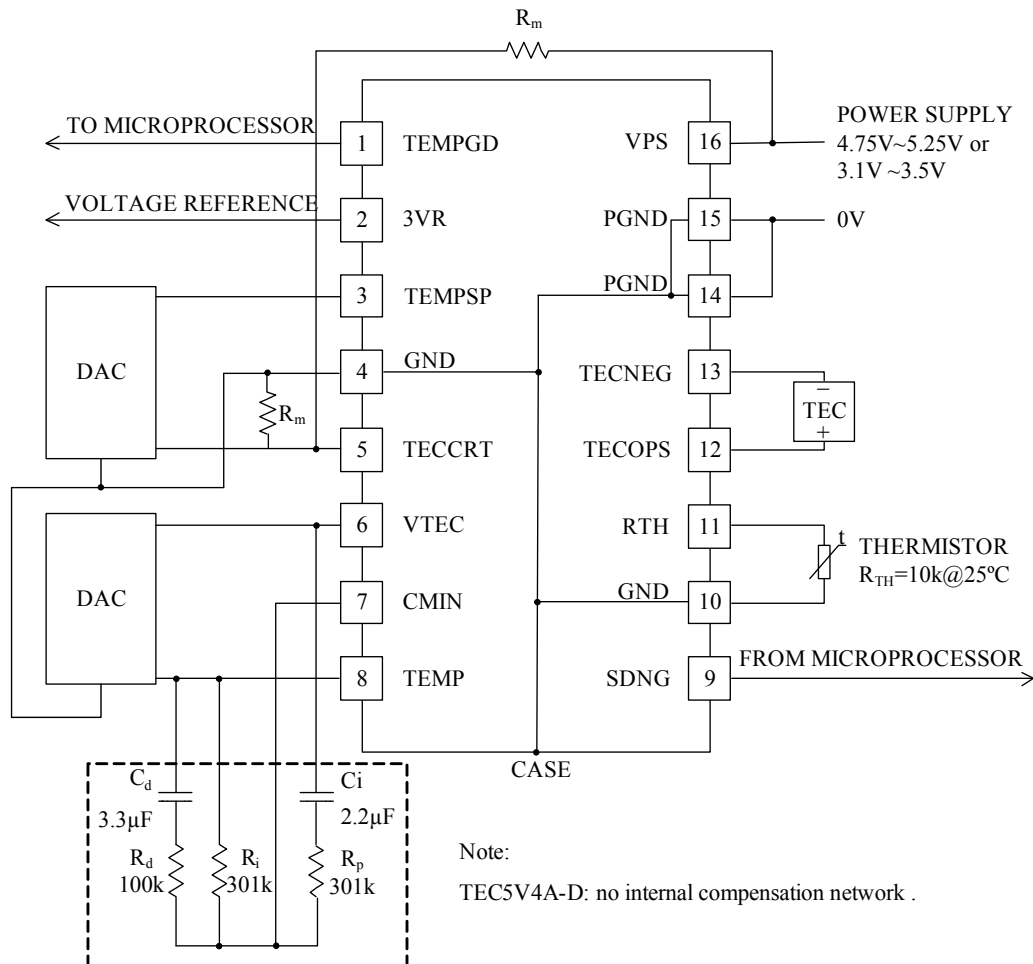 Rm
TO MICROPROCESSOR
1
TEMPGD
VPS
16
POWER SUPPLY
4.75V~5.25V or
3.1V ~3.5V
VOLTAGE REFERENCE
2
3VR
PGND
15
0V
DAC
3
TEMPSP
PGND
14
4
GND
TECNEG
13
−
TEC
+
Rm
5
TECCRT
TECOPS
12
DAC
6
VTEC
RTH
11
t
THERMISTOR
RTH=10k@25ºC
7
CMIN
GND
10
8
TEMP
SDNG
9
FROM MICROPROCESSOR
CASE
Cd
3.3µF
Ci
2.2µF
Rd
100k
Ri
301k
Rp
301k
Note:
TEC5V4A-D: no internal compensation network .